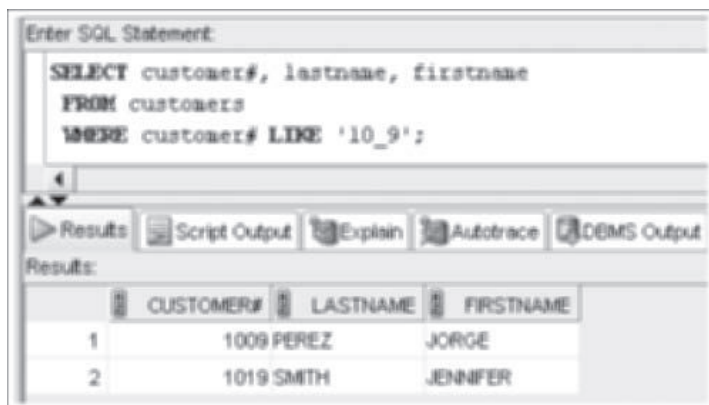 Enter SQL Statement:
SELECT customer#, lastname, firstname
FROM customers
WHERE customer# LIKE '10_9';
Results Script Output Explain Autotrace DBMS Output
Results:
CUSTOMER# LASTNAME FIRSTNAME
1 1009 PEREZ JORGE
2 1019 SMITH JENNIFER